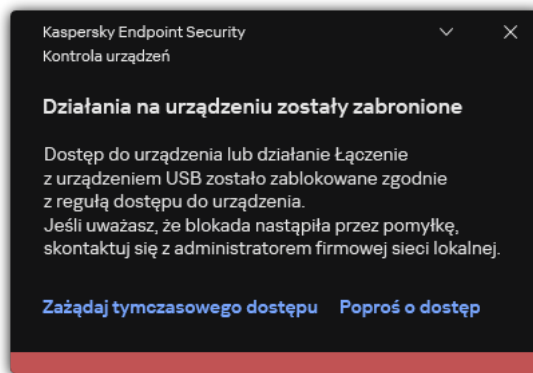 Kaspersky Endpoint Security
Kontrola urządzeń
Działania na urządzeniu zostały zabronione
Dostęp do urządzenia lub działanie Łączenie
z urządzeniem USB zostało zablokowane zgodnie
z regułą dostępu do urządzenia.
Jeśli uważasz, że blokada nastąpiła przez pomyłkę,
skontaktuj się z administratorem firmowej sieci lokalnej.
Zażądaj tymczasowego dostępu Poproś o dostęp